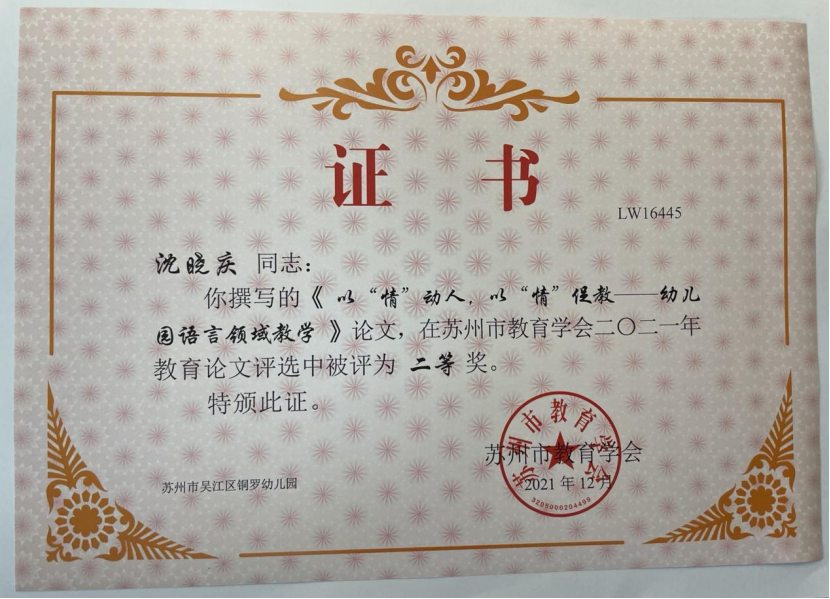 证 书
LW16445
沈晓庆 同志：
你撰写的《 以“情”动人，以“情”促教——幼儿
园语言领域教学 》论文，在苏州市教育学会二〇二一年
教育论文评选中被评为 二等 奖。
特颁此证。
苏州市教育学会
苏州市教育学会
2021 年 12 月
3205000204499
苏州市吴江区铜罗幼儿园